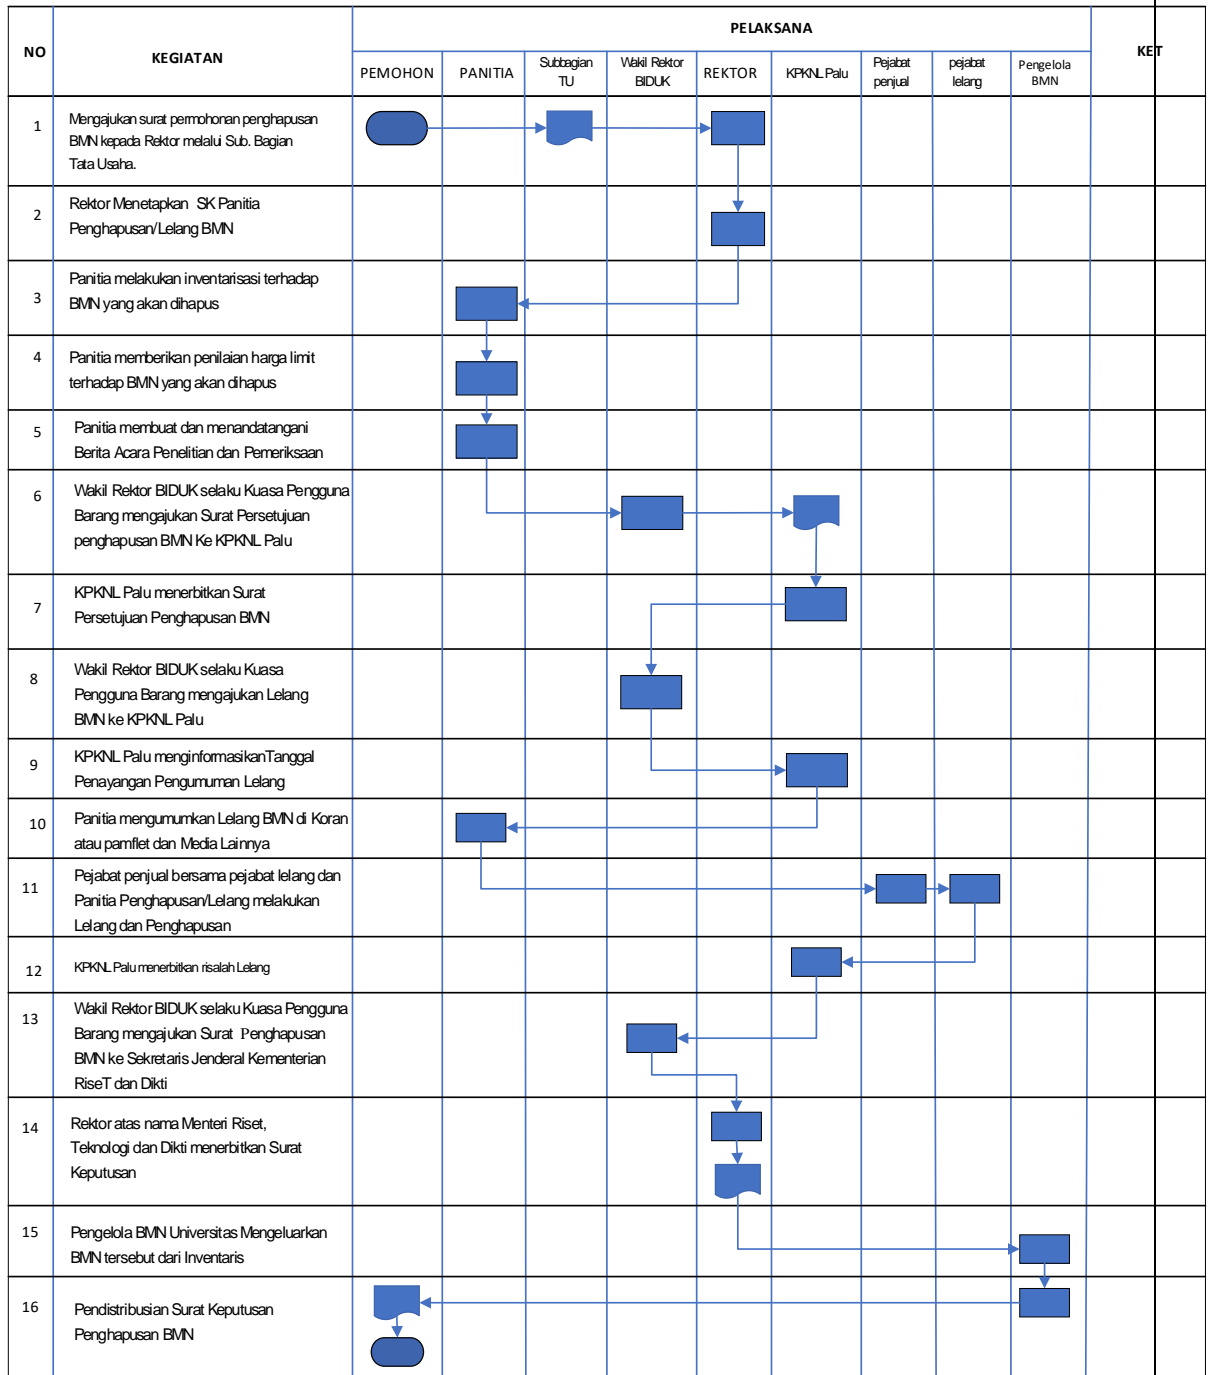 NO
KEGIATAN
PELAKSANA
KET
PEMOHON
PANITIA
Subbagian
TU
Wakil Rektor
BIDUK
REKTOR
KPKNL Palu
Pejabat
penjual
pejabat
lelang
Pengelola
BMN
1
Mengajukan surat permohonan penghapusan
BMN kepada Rektor melalui Sub. Bagian
Tata Usaha.
2
Rektor Menetapkan SK Panitia
Penghapusan/Lelang BMN
3
Panitia melakukan inventarisasi terhadap
BMN yang akan dihapus
4
Panitia memberikan penilaian harga limit
terhadap BMN yang akan dihapus
5
Panitia membuat dan menandatangani
Berita Acara Penelitian dan Pemeriksaan
6
Wakil Rektor BIDUK selaku Kuasa Pengguna
Barang mengajukan Surat Persetujuan
penghapusan BMN Ke KPKNL Palu
7
KPKNL Palu menerbitkan Surat
Persetujuan Penghapusan BMN
8
Wakil Rektor BIDUK selaku Kuasa
Pengguna Barang mengajukan Lelang
BMN ke KPKNL Palu
9
KPKNL Palu menginformasikanTanggal
Penayangan Pengumuman Lelang
10
Panitia mengumumkan Lelang BMN di Koran
atau pamflet dan Media Lainnya
11
Pejabat penjual bersama pejabat lelang dan
Panitia Penghapusan/Lelang melakukan
Lelang dan Penghapusan
12
KPKNL Palu menerbitkan risalah Lelang
13
Wakil Rektor BIDUK selaku Kuasa Pengguna
Barang mengajukan Surat Penghapusan
BMN ke Sekretaris Jenderal Kementerian
RiseT dan Dikti
14
Rektor atas nama Menteri Riset,
Teknologi dan Dikti menerbitkan Surat
Keputusan
15
Pengelola BMN Universitas Mengeluarkan
BMN tersebut dari Inventaris
16
Pendistribusian Surat Keputusan
Penghapusan BMN